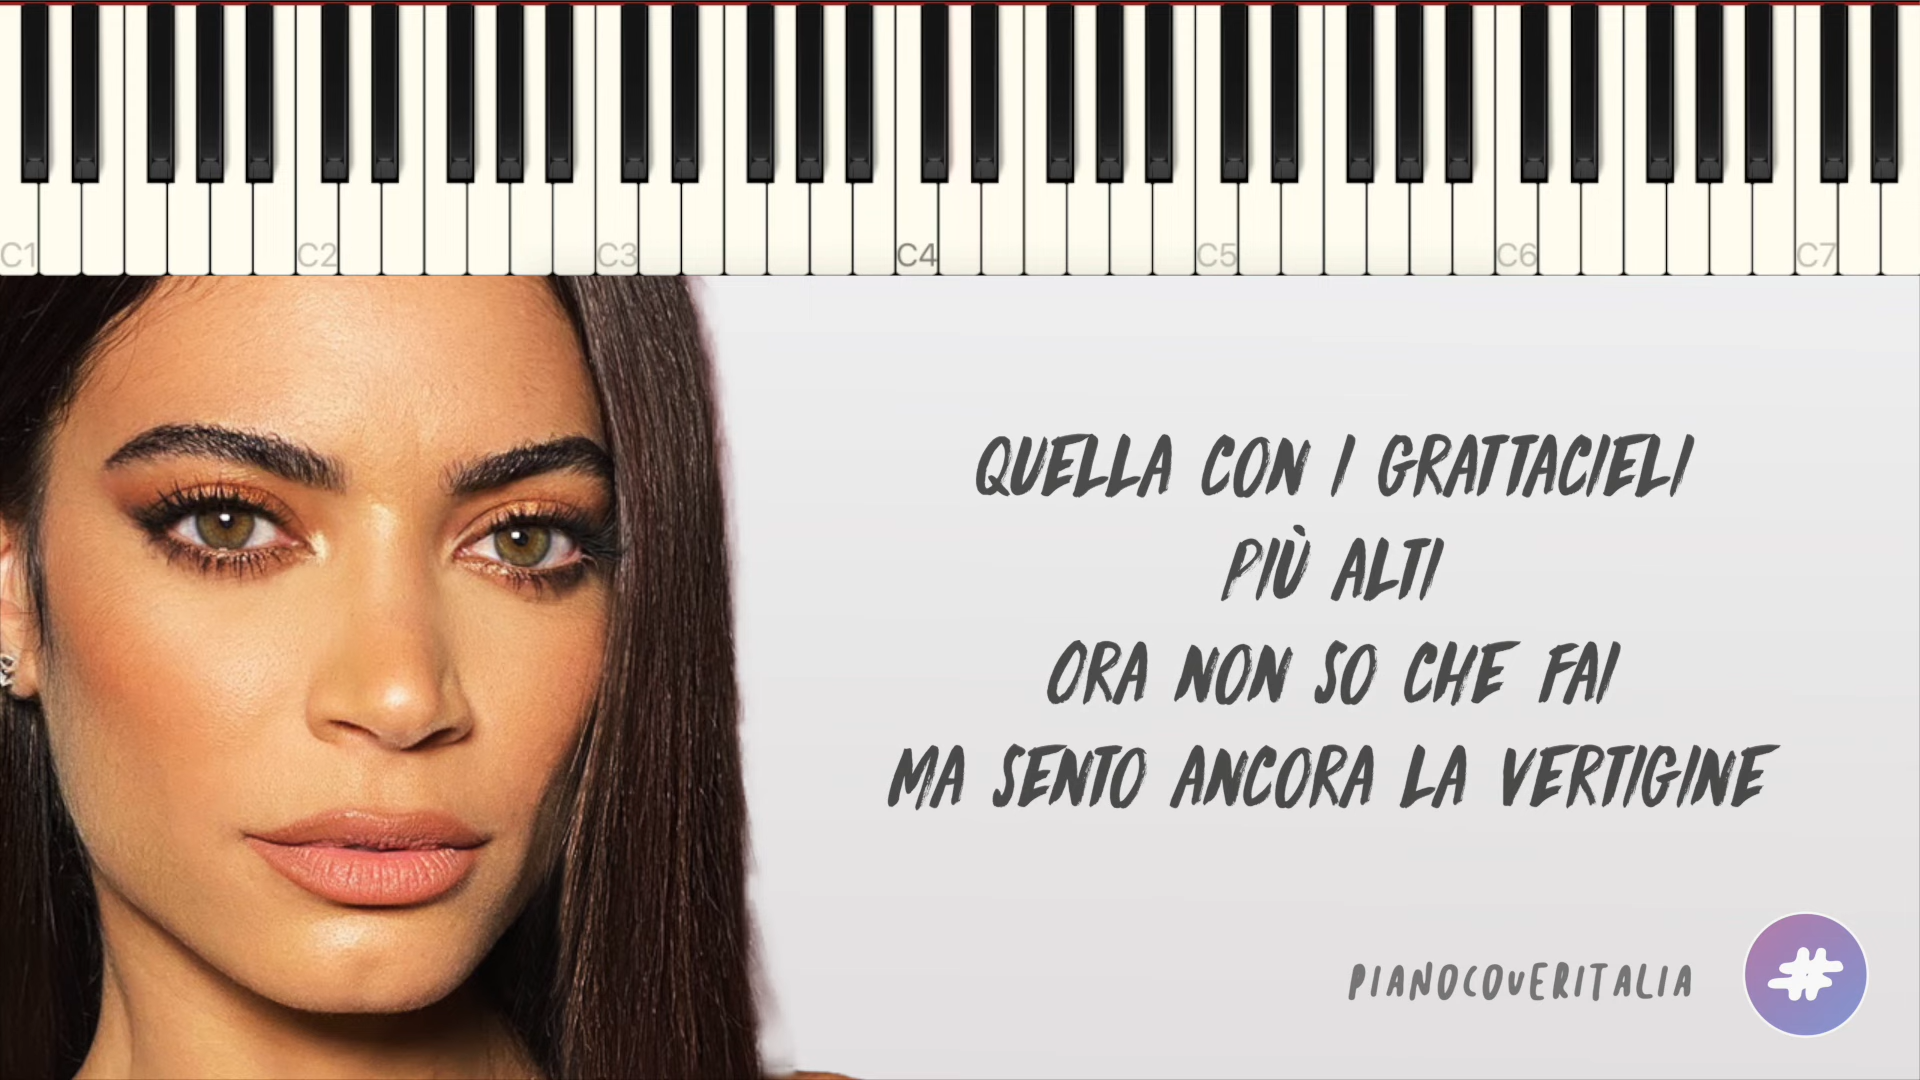 C1 C2 C3 C4 C5 C6 C7
QUELLA CON I GRATTACIELI
PIÙ ALTI
ORA NON SO CHE FAI
MA SENTO ANCORA LA VERTIGINE
PIANOCOVERITALIA
#